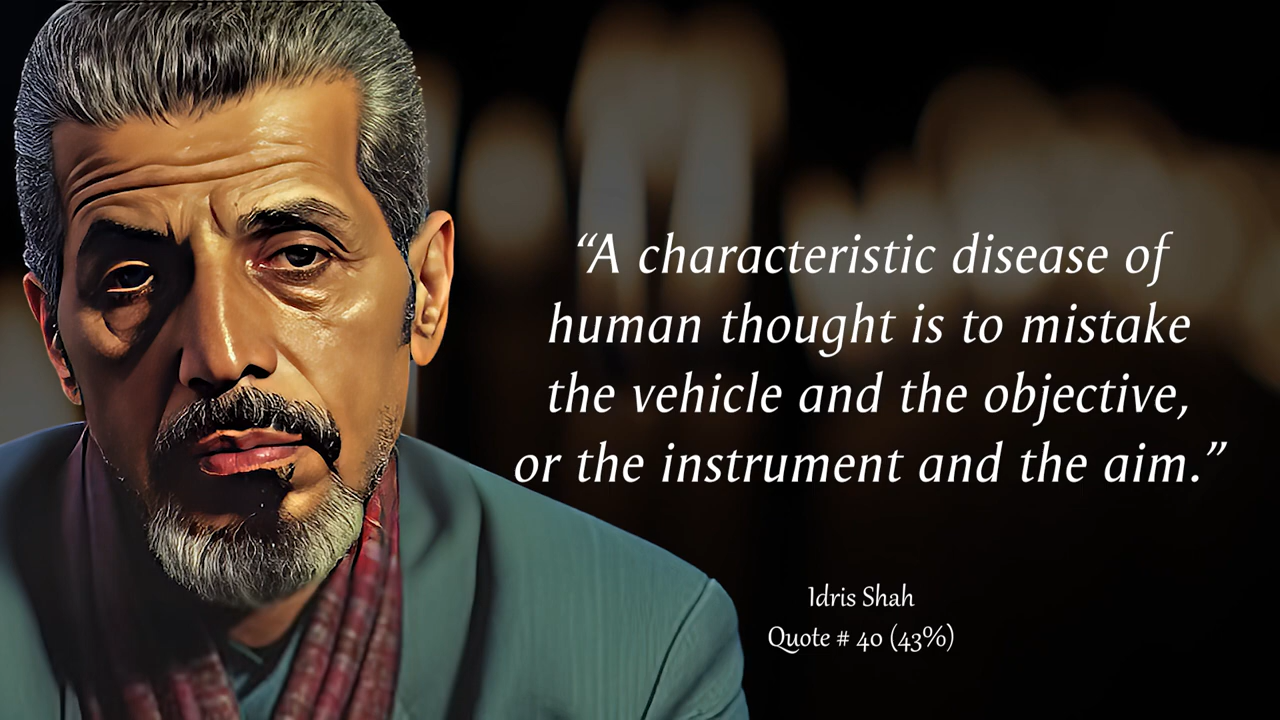 “A characteristic disease of
human thought is to mistake
the vehicle and the objective,
or the instrument and the aim.”
Idris Shah
Quote # 40 (43%)